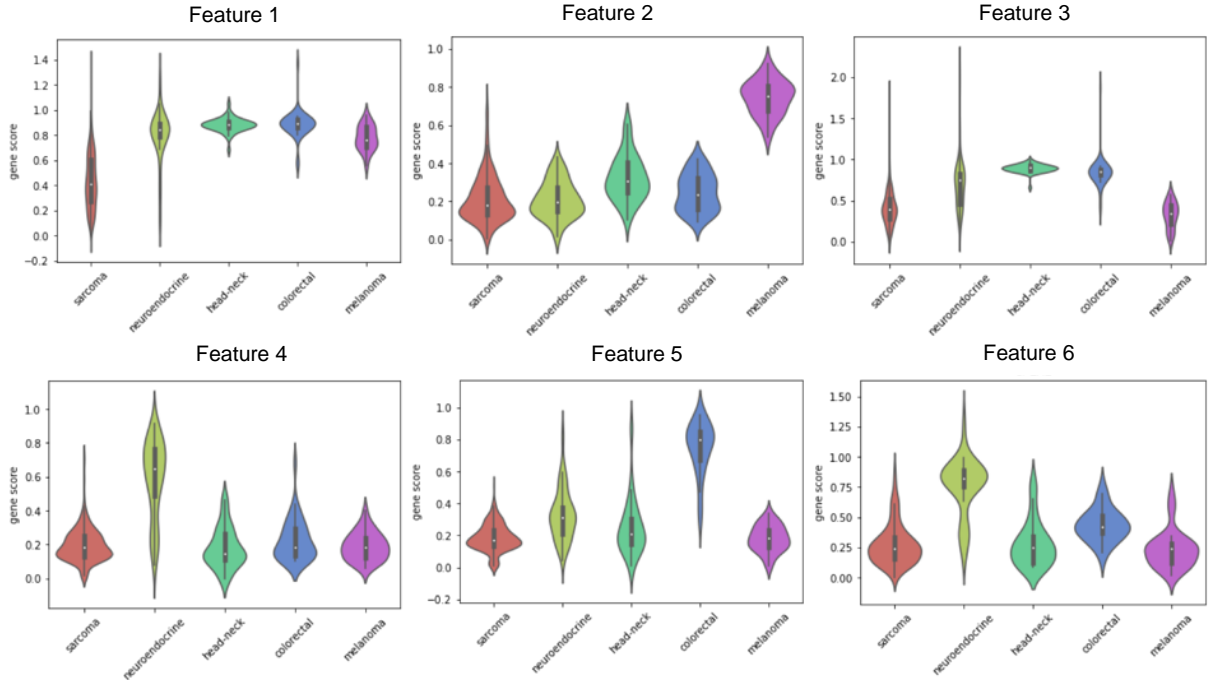 Feature 1
Feature 2
Feature 3
gene score
1.4
1.2
1.0
0.8
0.6
0.4
0.2
0.0
−0.2
sarcoma
neuroendocrine
head-neck
colorectal
melanoma
gene score
1.0
0.8
0.6
0.4
0.2
0.0
sarcoma
neuroendocrine
head-neck
colorectal
melanoma
gene score
2.0
1.5
1.0
0.5
0.0
sarcoma
neuroendocrine
head-neck
colorectal
melanoma
Feature 4
Feature 5
Feature 6
gene score
1.0
0.8
0.6
0.4
0.2
0.0
sarcoma
neuroendocrine
head-neck
colorectal
melanoma
gene score
1.0
0.8
0.6
0.4
0.2
0.0
−0.2
sarcoma
neuroendocrine
head-neck
colorectal
melanoma
gene score
1.50
1.25
1.00
0.75
0.50
0.25
0.00
sarcoma
neuroendocrine
head-neck
colorectal
melanoma